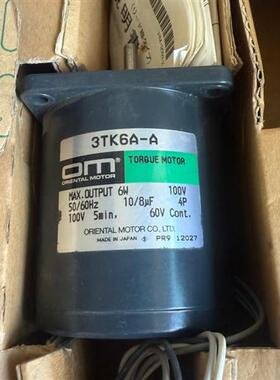 3TK6A-A
OM
ORIENTAL MOTOR
TORQUE MOTOR
MAX.OUTPUT 6W 100V
50/60Hz 10/8μF 4P
100V 5min. 60V Cont.
ORIENTAL MOTOR CO., LTD.
MADE IN JAPAN PR9 12027